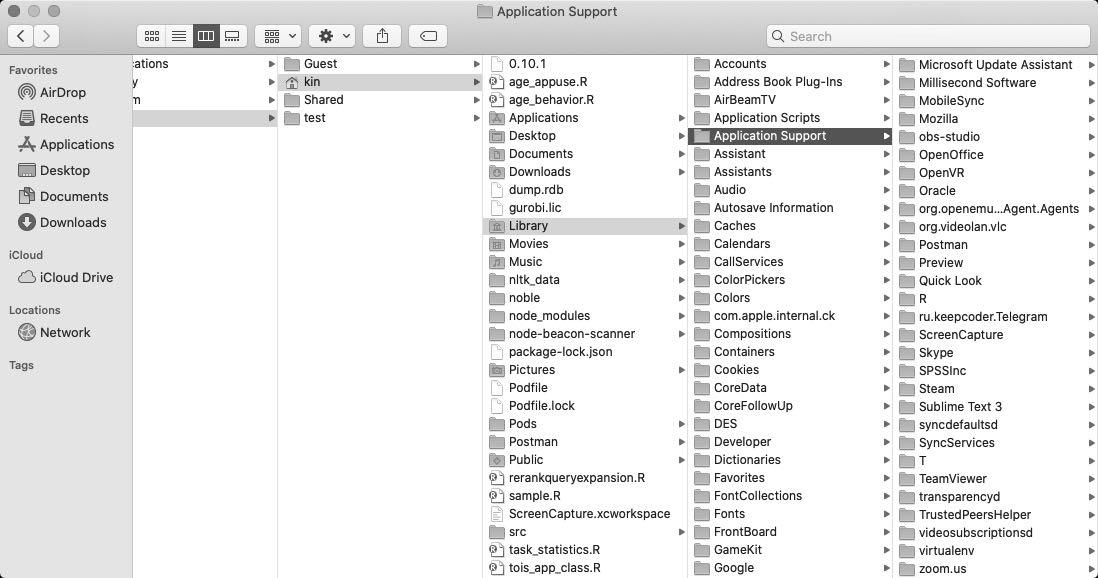 Application Support
Search
Favorites
AirDrop
Recents
Applications
Desktop
Documents
Downloads
iCloud
iCloud Drive
Locations
Network
Tags
ations
y
m
Guest
kin
Shared
test
0.10.1
age_appuse.R
age_behavior.R
Applications
Desktop
Documents
Downloads
dump.rdb
gurobi.lic
Library
Movies
Music
nltk_data
noble
node_modules
node-beacon-scanner
package-lock.json
Pictures
Podfile
Podfile.lock
Pods
Postman
Public
rerankqueryexpansion.R
sample.R
ScreenCapture.xcworkspace
src
task_statistics.R
tois_app_class.R
Accounts
Address Book Plug-Ins
AirBeamTV
Application Scripts
Application Support
Assistant
Assistants
Audio
Autosave Information
Caches
Calendars
CallServices
ColorPickers
Colors
com.apple.internal.ck
Compositions
Containers
Cookies
CoreData
CoreFollowUp
DES
Developer
Dictionaries
Favorites
FontCollections
Fonts
FrontBoard
GameKit
Google
Microsoft Update Assistant
Millisecond Software
MobileSync
Mozilla
obs-studio
OpenOffice
OpenVR
Oracle
org.openemu...Agent.Agents
org.videolan.vlc
Postman
Preview
Quick Look
R
ru.keepcoder.Telegram
ScreenCapture
Skype
SPSSInc
Steam
Sublime Text 3
syncdefaultsd
SyncServices
T
TeamViewer
transparencyd
TrustedPeersHelper
videosubscriptionsd
virtualenv
zoom.us